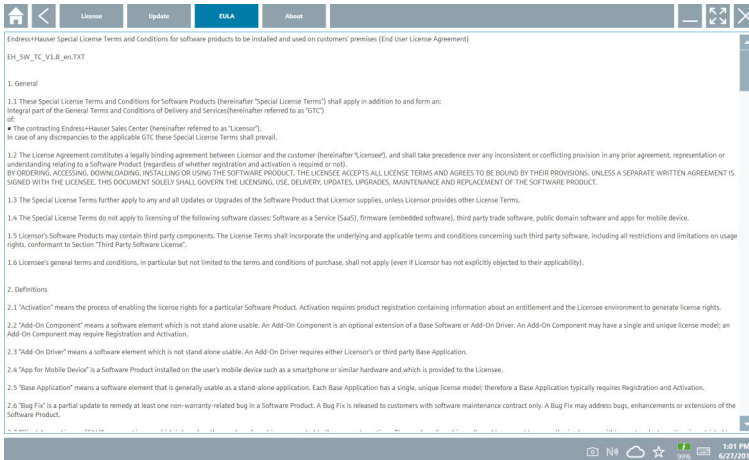 License
Update
EULA
About
Endress+Hauser Special License Terms and Conditions for software products to be installed and used on customers' premises (End User License Agreement)
EH_SW_TC_V1.8_en.TXT
1. General
1.1 These Special License Terms and Conditions for Software Products (hereinafter "Special License Terms") shall apply in addition to and form an:
Integral part of the General Terms and Conditions of Delivery and Services(hereinafter referred to as "GTC")
of:
■ The contracting Endress+Hauser Sales Center (hereinafter referred to as "Licensor").
In case of any discrepancies to the applicable GTC these Special License Terms shall prevail.
1.2 The License Agreement constitutes a legally binding agreement between Licensor and the customer (hereinafter "Licensee"), and shall take precedence over any inconsistent or conflicting provision in any prior agreement, representation or
understanding relating to a Software Product (regardless of whether registration and activation is required or not).
BY ORDERING, ACCESSING, DOWNLOADING, INSTALLING OR USING THE SOFTWARE PRODUCT, THE LICENSEE ACCEPTS ALL LICENSE TERMS AND AGREES TO BE BOUND BY THEIR PROVISIONS. UNLESS A SEPARATE WRITTEN AGREEMENT IS
SIGNED WITH THE LICENSEE, THIS DOCUMENT SOLELY SHALL GOVERN THE LICENSING, USE, DELIVERY, UPDATES, UPGRADES, MAINTENANCE AND REPLACEMENT OF THE SOFTWARE PRODUCT.
1.3 The Special License Terms further apply to any and all Updates or Upgrades of the Software Product that Licensor supplies, unless Licensor provides other License Terms.
1.4 The Special License Terms do not apply to licensing of the following software classes: Software as a Service (SaaS), firmware (embedded software), third party trade software, public domain software and apps for mobile device.
1.5 Licensor's Software Products may contain third party components. The License Terms shall incorporate the underlying and applicable terms and conditions concerning such third party software, including all restrictions and limitations on usage
rights, conformant to Section "Third Party Software License".
1.6 Licensee's general terms and conditions, in particular but not limited to the terms and conditions of purchase, shall not apply (even if Licensor has not explicitly objected to their applicability).
2. Definitions
2.1 "Activation" means the process of enabling the license rights for a particular Software Product. Activation requires product registration containing information about an entitlement and the Licensee environment to generate license rights.
2.2 "Add-On Component" means a software element which is not stand alone usable. An Add-On Component is an optional extension of a Base Software or Add-On Driver. An Add-On Component may have a single and unique license model; an
Add-On Component may require Registration and Activation.
2.3 "Add-On Driver" means a software element which is not stand alone usable. An Add-On Driver requires either Licensor's or third party Base Application.
2.4 "App for Mobile Device" is a Software Product installed on the user's mobile device such as a smartphone or similar hardware and which is provided to the Licensee.
2.5 "Base Application" means a software element that is generally usable as a stand-alone application. Each Base Application has a single, unique license model; therefore a Base Application typically requires Registration and Activation.
2.6 "Bug Fix" is a partial update to remedy at least one non-warranty-related bug in a Software Product. A Bug Fix is released to customers with software maintenance contract only. A Bug Fix may address bugs, enhancements or extensions of the
Software Product.
99%
1:01 PM
6/27/201